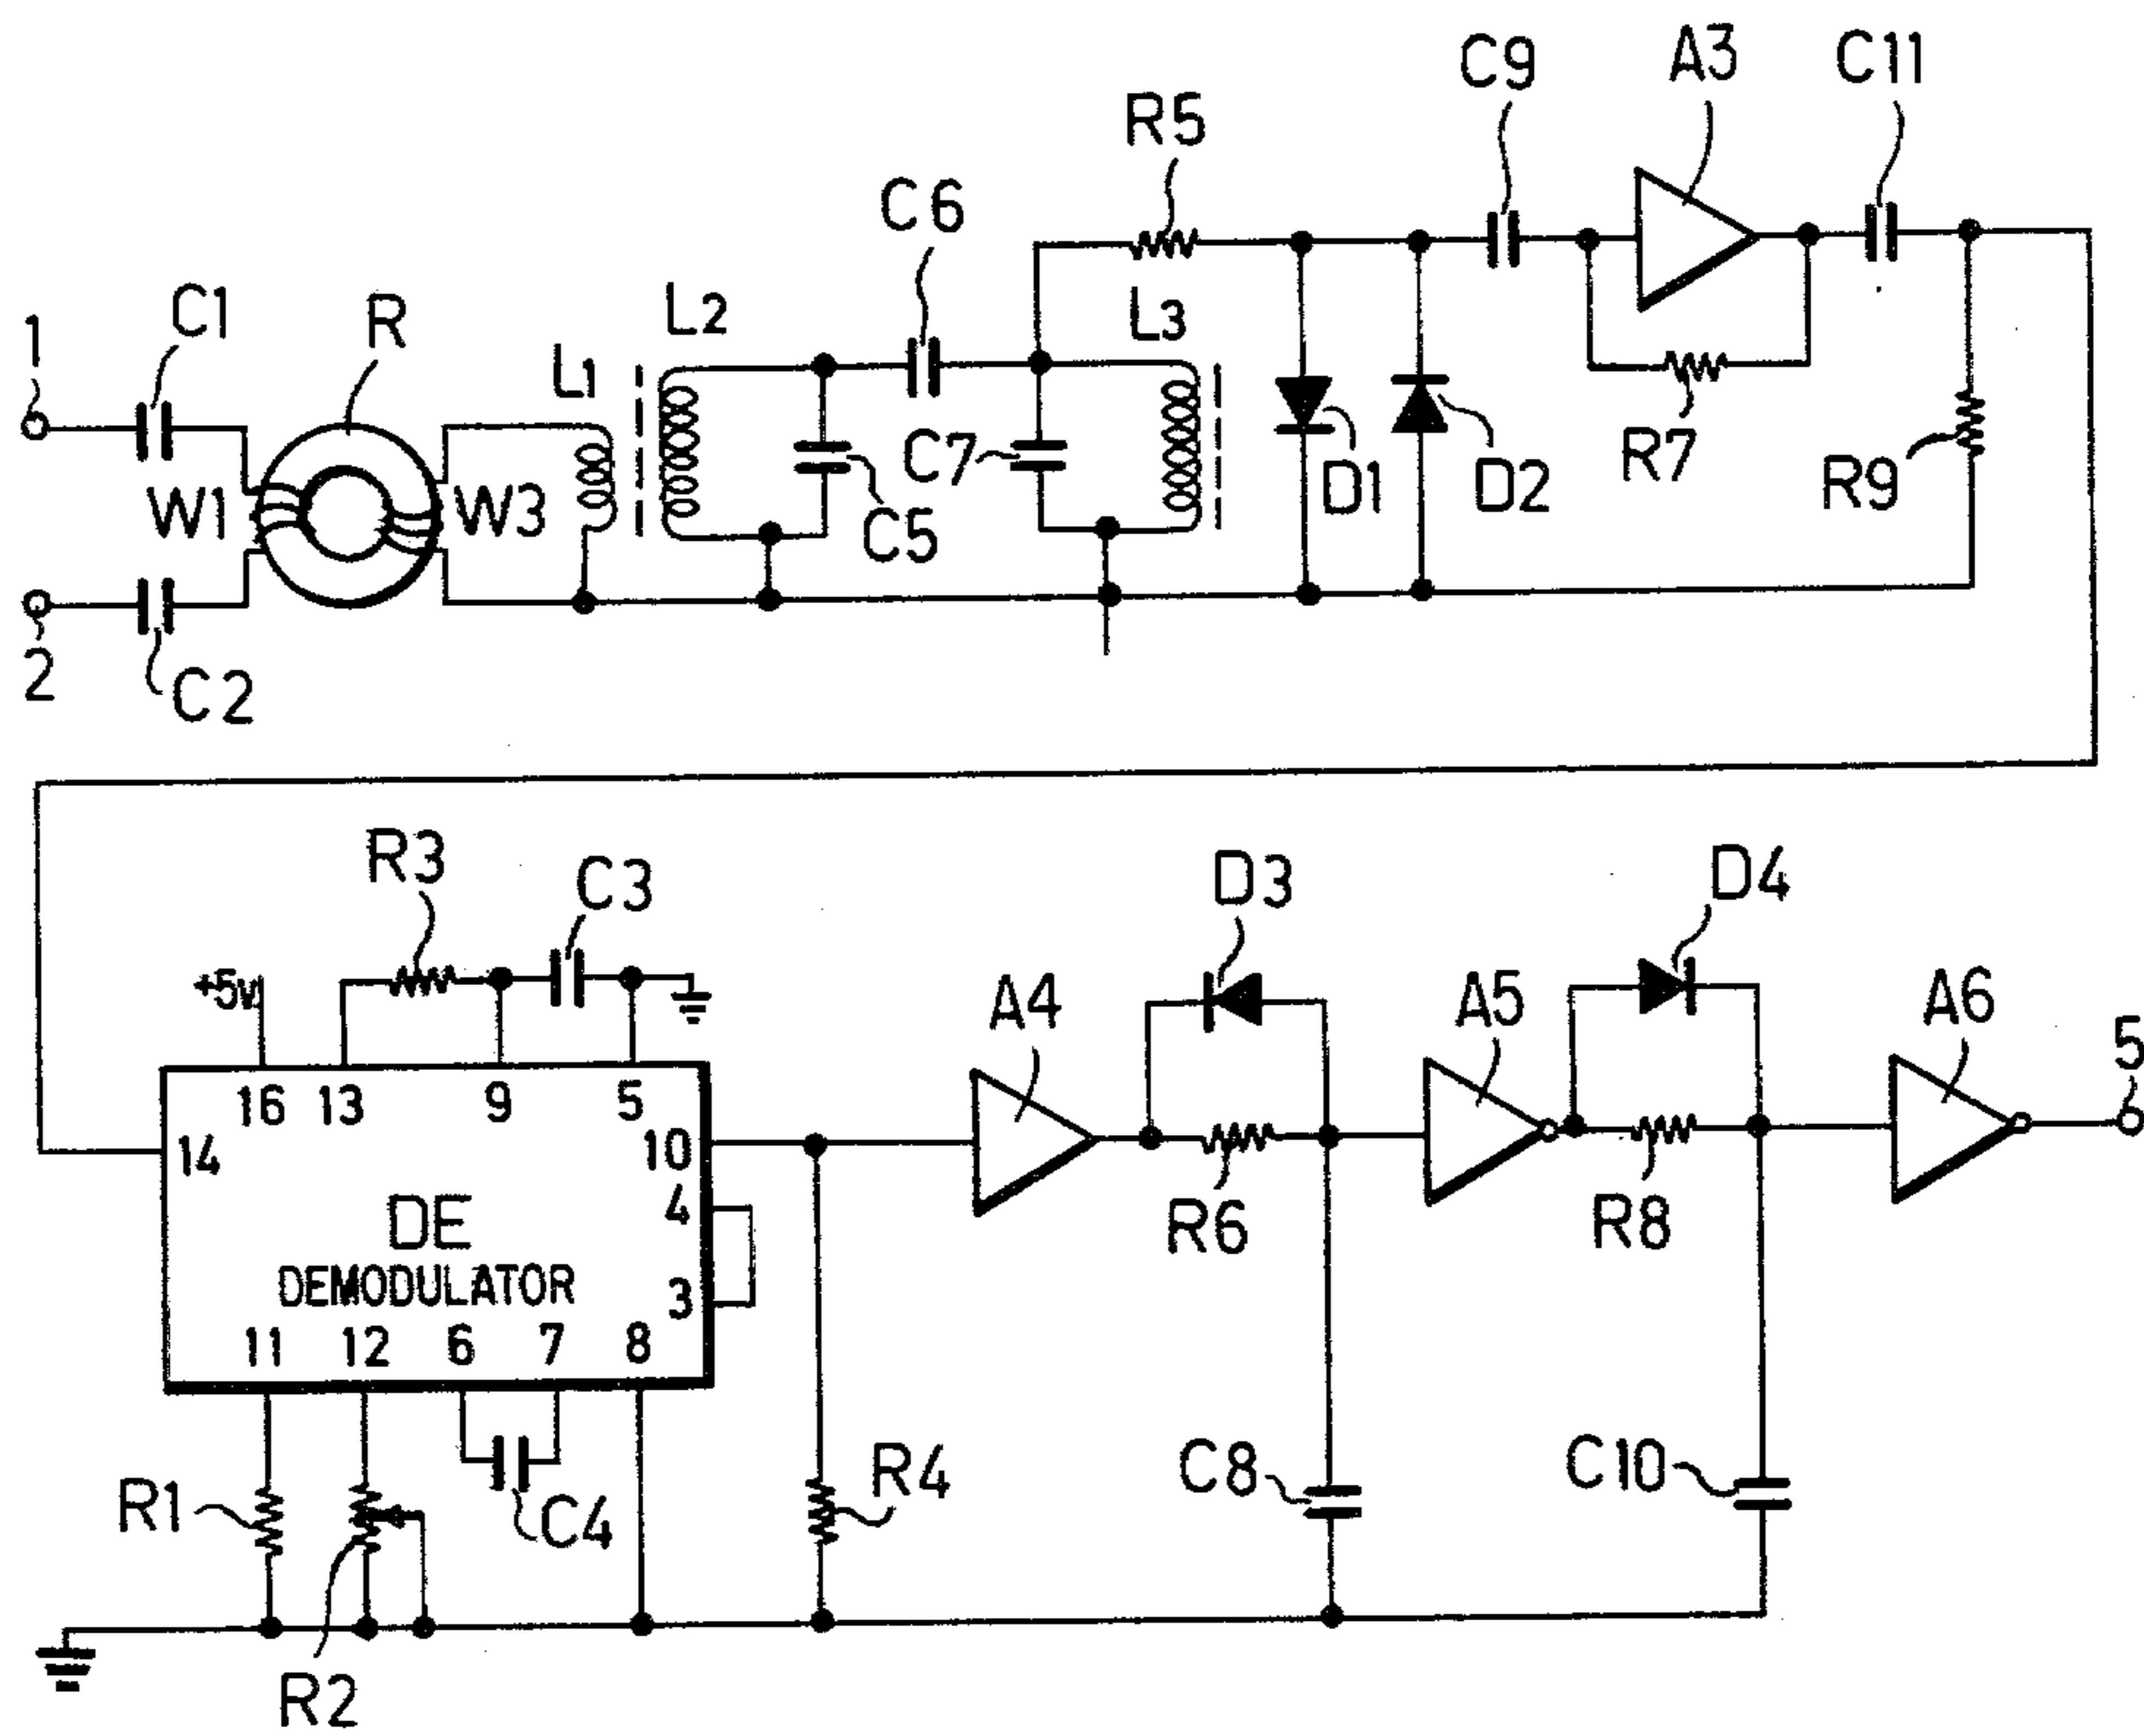 C9 A3 C11
R5
C6
1 C1 R L1 L2 L3
W1 W3 C7 C5 D1 D2 R7 R9
2 C2
R3 C3 D3 D4
+5v A4 A5 A6 5
16 13 9 5
14 10
4
DE
DEMODULATOR
3
11 12 6 7 8
R6 R8
R1 C4 R4 C8 C10
R2